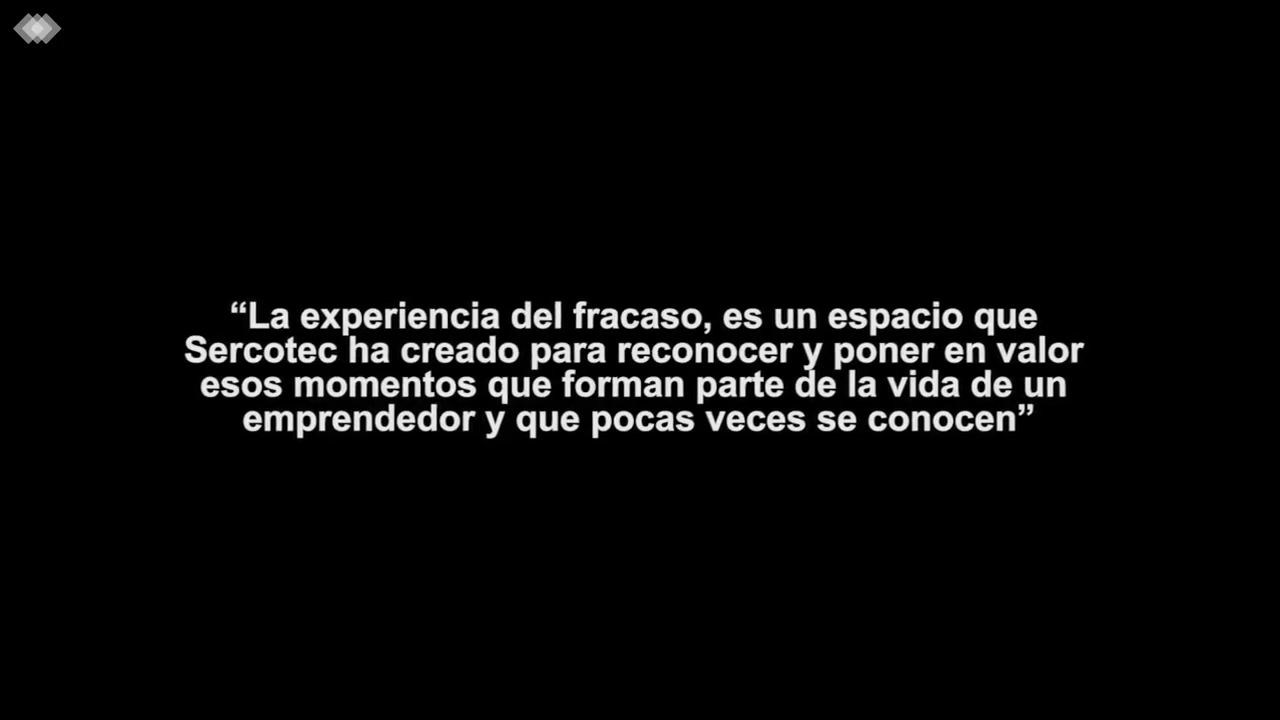 “La experiencia del fracaso, es un espacio que
Sercotec ha creado para reconocer y poner en valor
esos momentos que forman parte de la vida de un
emprendedor y que pocas veces se conocen”